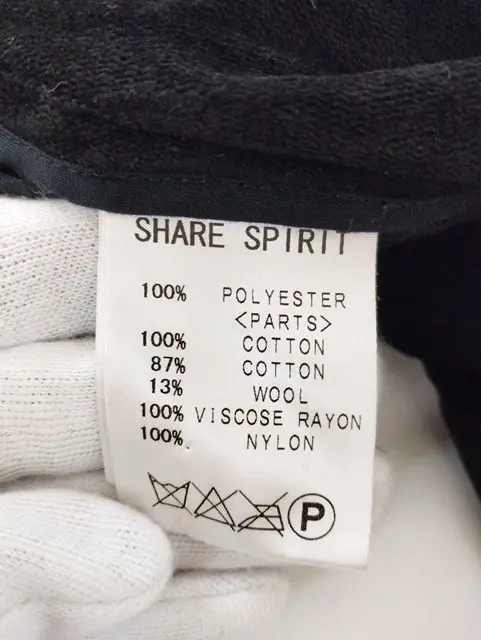 SHARE SPIRIT
100% POLYESTER
<PARTS>
100% COTTON
87% COTTON
13% WOOL
100% VISCOSE RAYON
100% NYLON
P